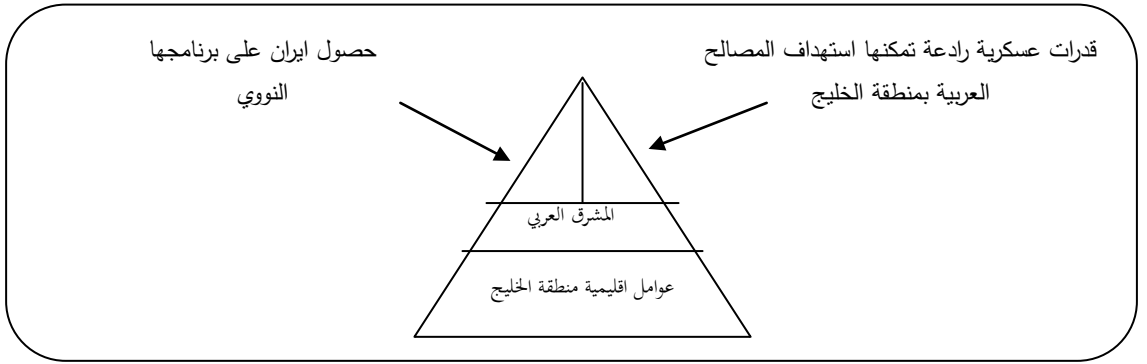 قدرات عسكرية رادعة تمكنها استهداف المصالح
العربية بمنطقة الخليج
حصول ايران على برنامجها
النووي
المشرق العربي
عوامل اقليمية منطقة الخليج